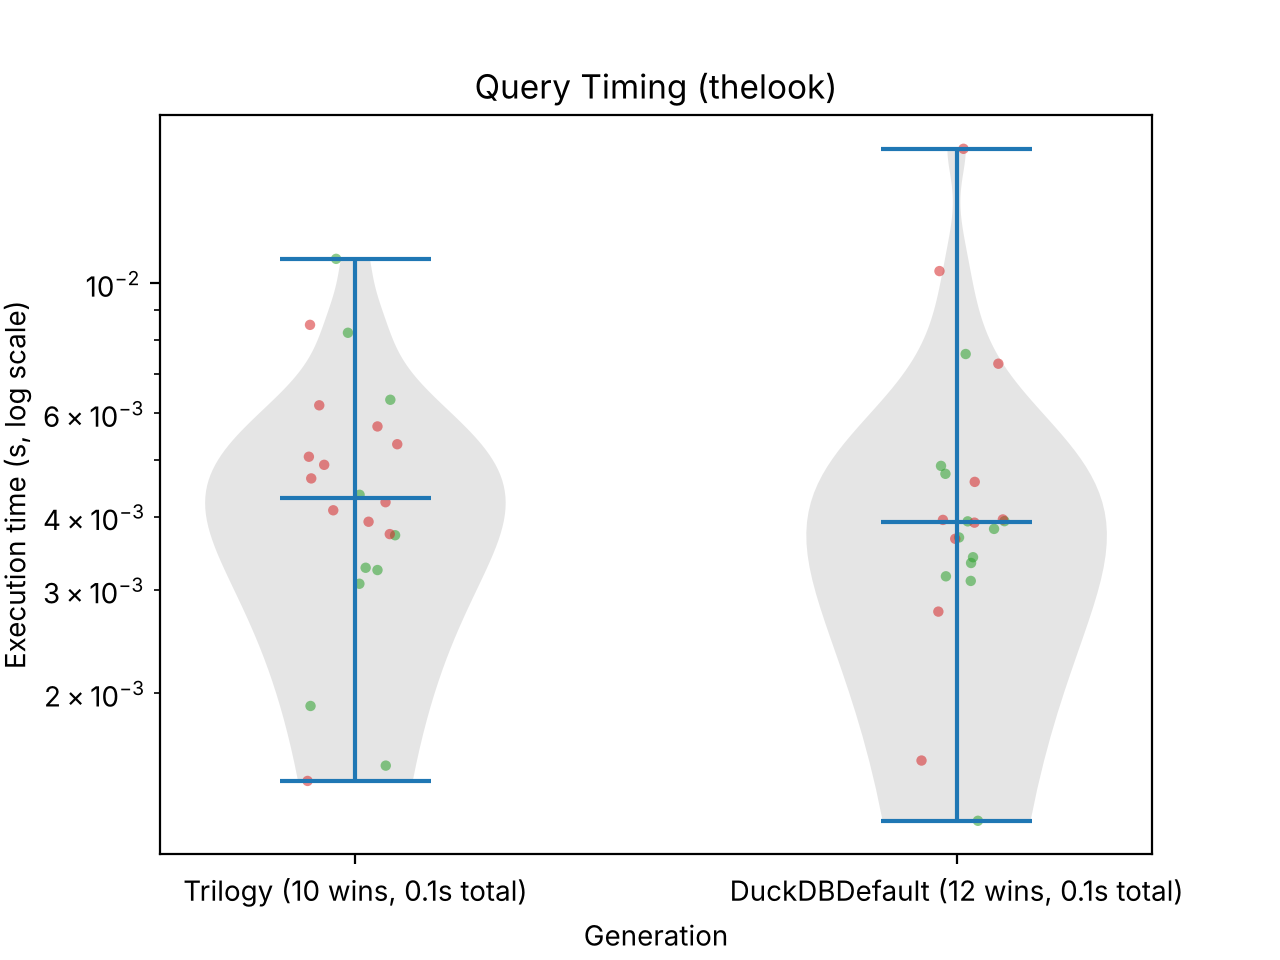 Query Timing (thelook)
Execution time (s, log scale)
10⁻²
6 × 10⁻³
4 × 10⁻³
3 × 10⁻³
2 × 10⁻³
Trilogy (10 wins, 0.1s total)
DuckDBDefault (12 wins, 0.1s total)
Generation